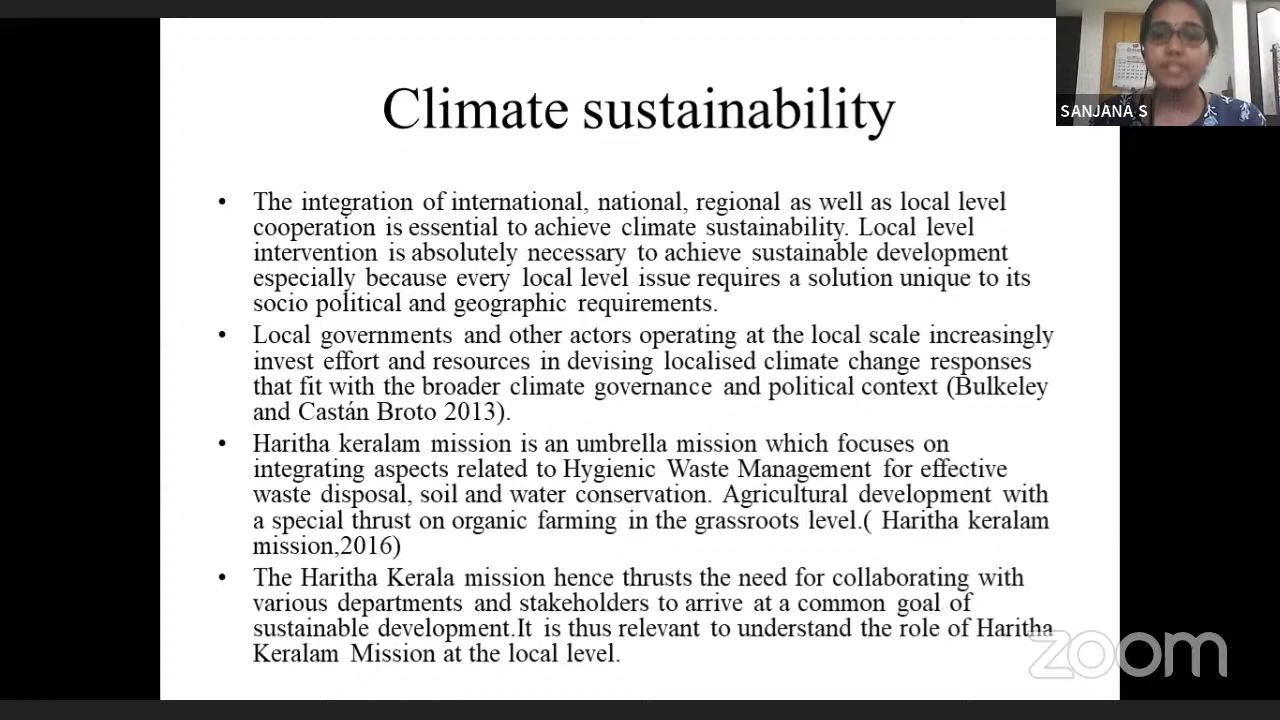 SANJANA S
Climate sustainability
• The integration of international, national, regional as well as local level
cooperation is essential to achieve climate sustainability. Local level
intervention is absolutely necessary to achieve sustainable development
especially because every local level issue requires a solution unique to its
socio political and geographic requirements.
• Local governments and other actors operating at the local scale increasingly
invest effort and resources in devising localised climate change responses
that fit with the broader climate governance and political context (Bulkeley
and Castán Broto 2013).
• Haritha keralam mission is an umbrella mission which focuses on
integrating aspects related to Hygienic Waste Management for effective
waste disposal, soil and water conservation. Agricultural development with
a special thrust on organic farming in the grassroots level.( Haritha keralam
mission,2016)
• The Haritha Kerala mission hence thrusts the need for collaborating with
various departments and stakeholders to arrive at a common goal of
sustainable development.It is thus relevant to understand the role of Haritha
Keralam Mission at the local level.
zoom